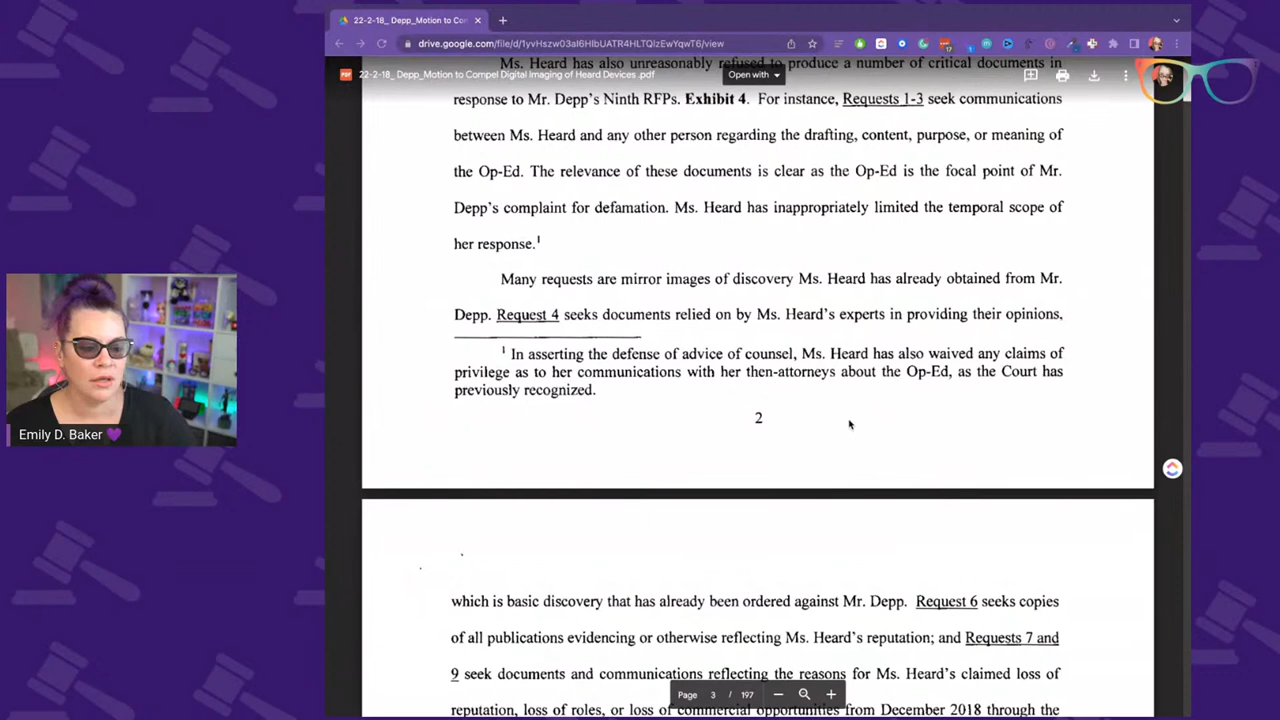 22-2-18_ Depp_Motion to Con
drive.google.com/file/d/1yvHszw03aI6HIbUATR4HLTQIzEwYqwT6/view
Ms. Heard has also unreasonably refused to produce a number of critical documents in
22-2-18_ Depp_Motion to Compel Digital Imaging of Heard Devices .pdf
Open with
response to Mr. Depp's Ninth RFPs. Exhibit 4. For instance, Requests 1-3 seek communications
between Ms. Heard and any other person regarding the drafting, content, purpose, or meaning of
the Op-Ed. The relevance of these documents is clear as the Op-Ed is the focal point of Mr.
Depp's complaint for defamation. Ms. Heard has inappropriately limited the temporal scope of
her response.1
Many requests are mirror images of discovery Ms. Heard has already obtained from Mr.
Depp. Request 4 seeks documents relied on by Ms. Heard's experts in providing their opinions,
1 In asserting the defense of advice of counsel, Ms. Heard has also waived any claims of
privilege as to her communications with her then-attorneys about the Op-Ed, as the Court has
previously recognized.
2
Emily D. Baker
which is basic discovery that has already been ordered against Mr. Depp. Request 6 seeks copies
of all publications evidencing or otherwise reflecting Ms. Heard's reputation; and Requests 7 and
9 seek documents and communications reflecting the reasons for Ms. Heard's claimed loss of
Page 3 / 197
reputation, loss of roles, or loss of commercial opportunities from December 2018 through the